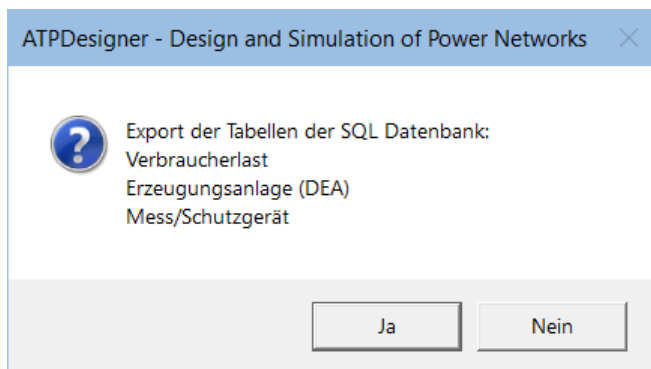 ATPDesigner - Design and Simulation of Power Networks
Export der Tabellen der SQL Datenbank:
Verbraucherlast
Erzeugungsanlage (DEA)
Mess/Schutzgerät
Ja
Nein